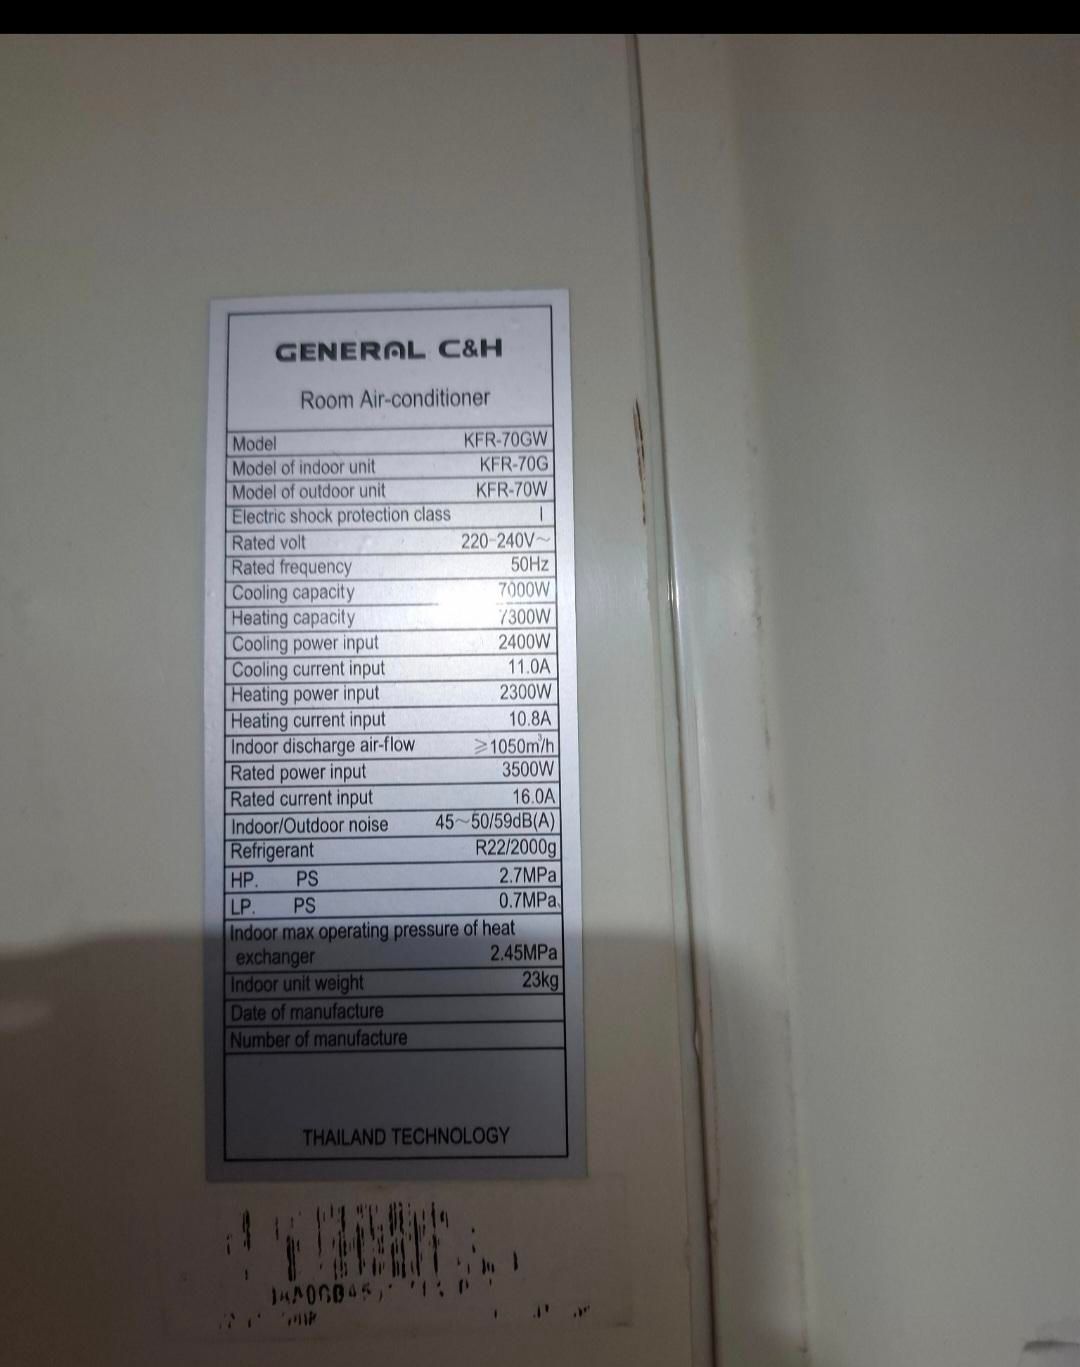 GENERAL C&H
Room Air-conditioner
Model KFR-70GW
Model of indoor unit KFR-70G
Model of outdoor unit KFR-70W
Electric shock protection class I
Rated volt 220-240V~
Rated frequency 50Hz
Cooling capacity 7000W
Heating capacity 7300W
Cooling power input 2400W
Cooling current input 11.0A
Heating power input 2300W
Heating current input 10.8A
Indoor discharge air-flow ≥1050m³/h
Rated power input 3500W
Rated current input 16.0A
Indoor/Outdoor noise 45~50/59dB(A)
Refrigerant R22/2000g
HP. PS 2.7MPa
LP. PS 0.7MPa
Indoor max operating pressure of heat
exchanger 2.45MPa
Indoor unit weight 23kg
Date of manufacture
Number of manufacture
THAILAND TECHNOLOGY